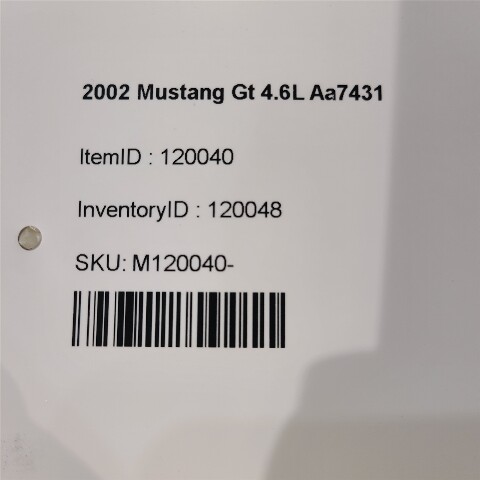 2002 Mustang Gt 4.6L Aa7431
ItemID : 120040
InventoryID : 120048
SKU: M120040-